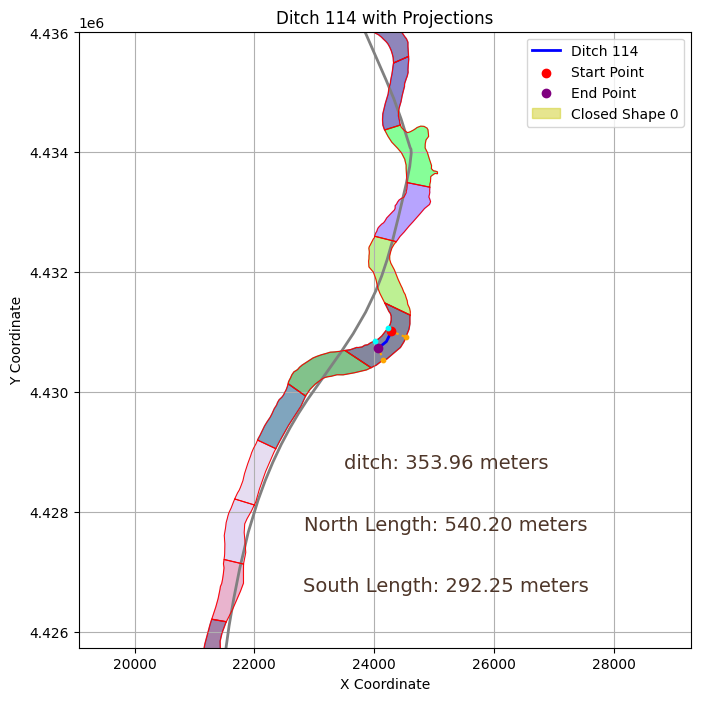 Ditch 114 with Projections
1e6
Ditch 114
Start Point
End Point
Closed Shape 0
4.436
4.434
4.432
4.430
4.428
4.426
Y Coordinate
ditch: 353.96 meters
North Length: 540.20 meters
South Length: 292.25 meters
20000 22000 24000 26000 28000
X Coordinate